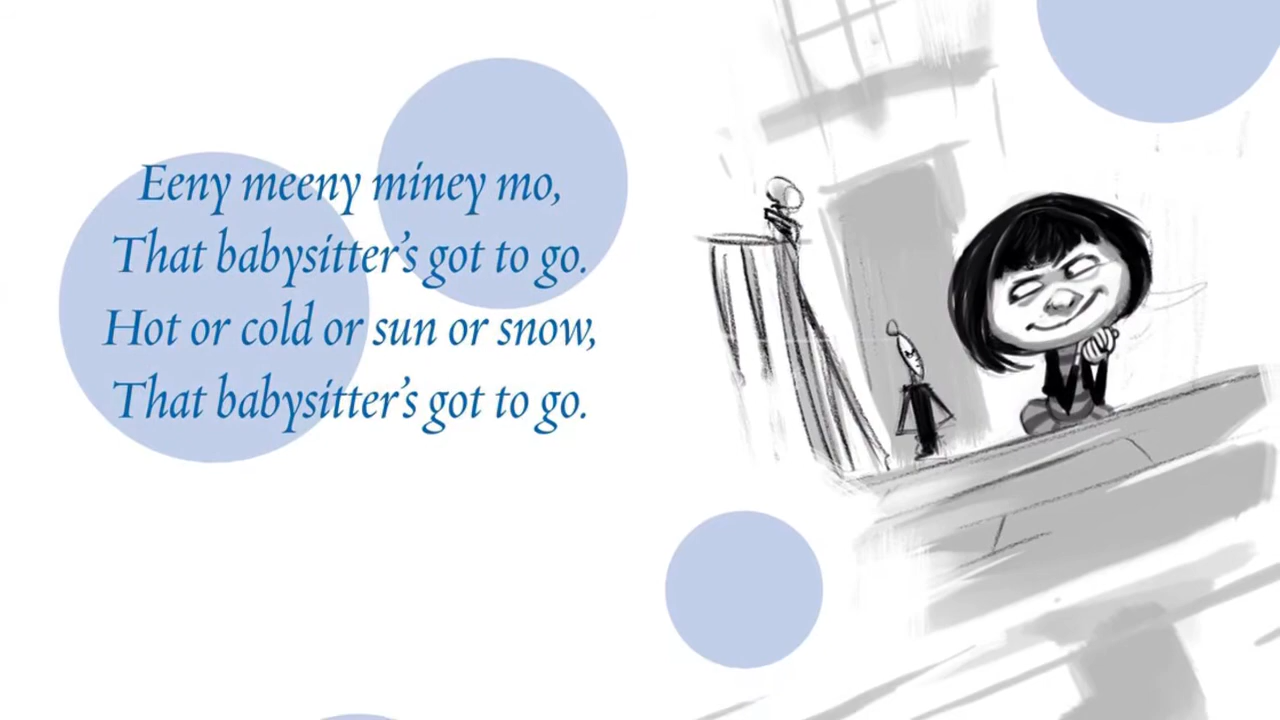 Eeny meeny miney mo,
That babysitter’s got to go.
Hot or cold or sun or snow,
That babysitter’s got to go.